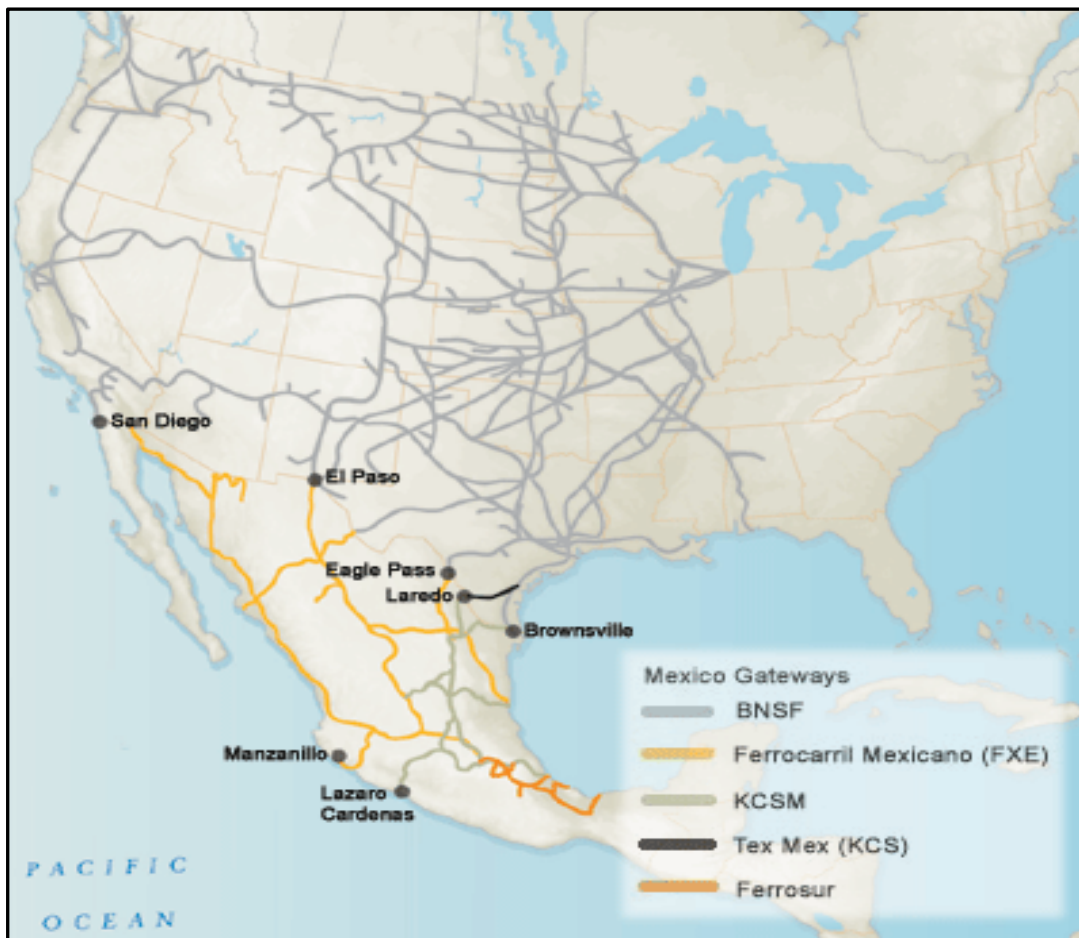 San Diego
El Paso
Eagle Pass
Laredo
Brownsville
Mexico Gateways
BNSF
Ferrocarril Mexicano (FXE)
KCSM
Tex Mex (KCS)
Ferrosur
Manzanillo
Lazaro
Cardenas
PACIFIC
OCEAN